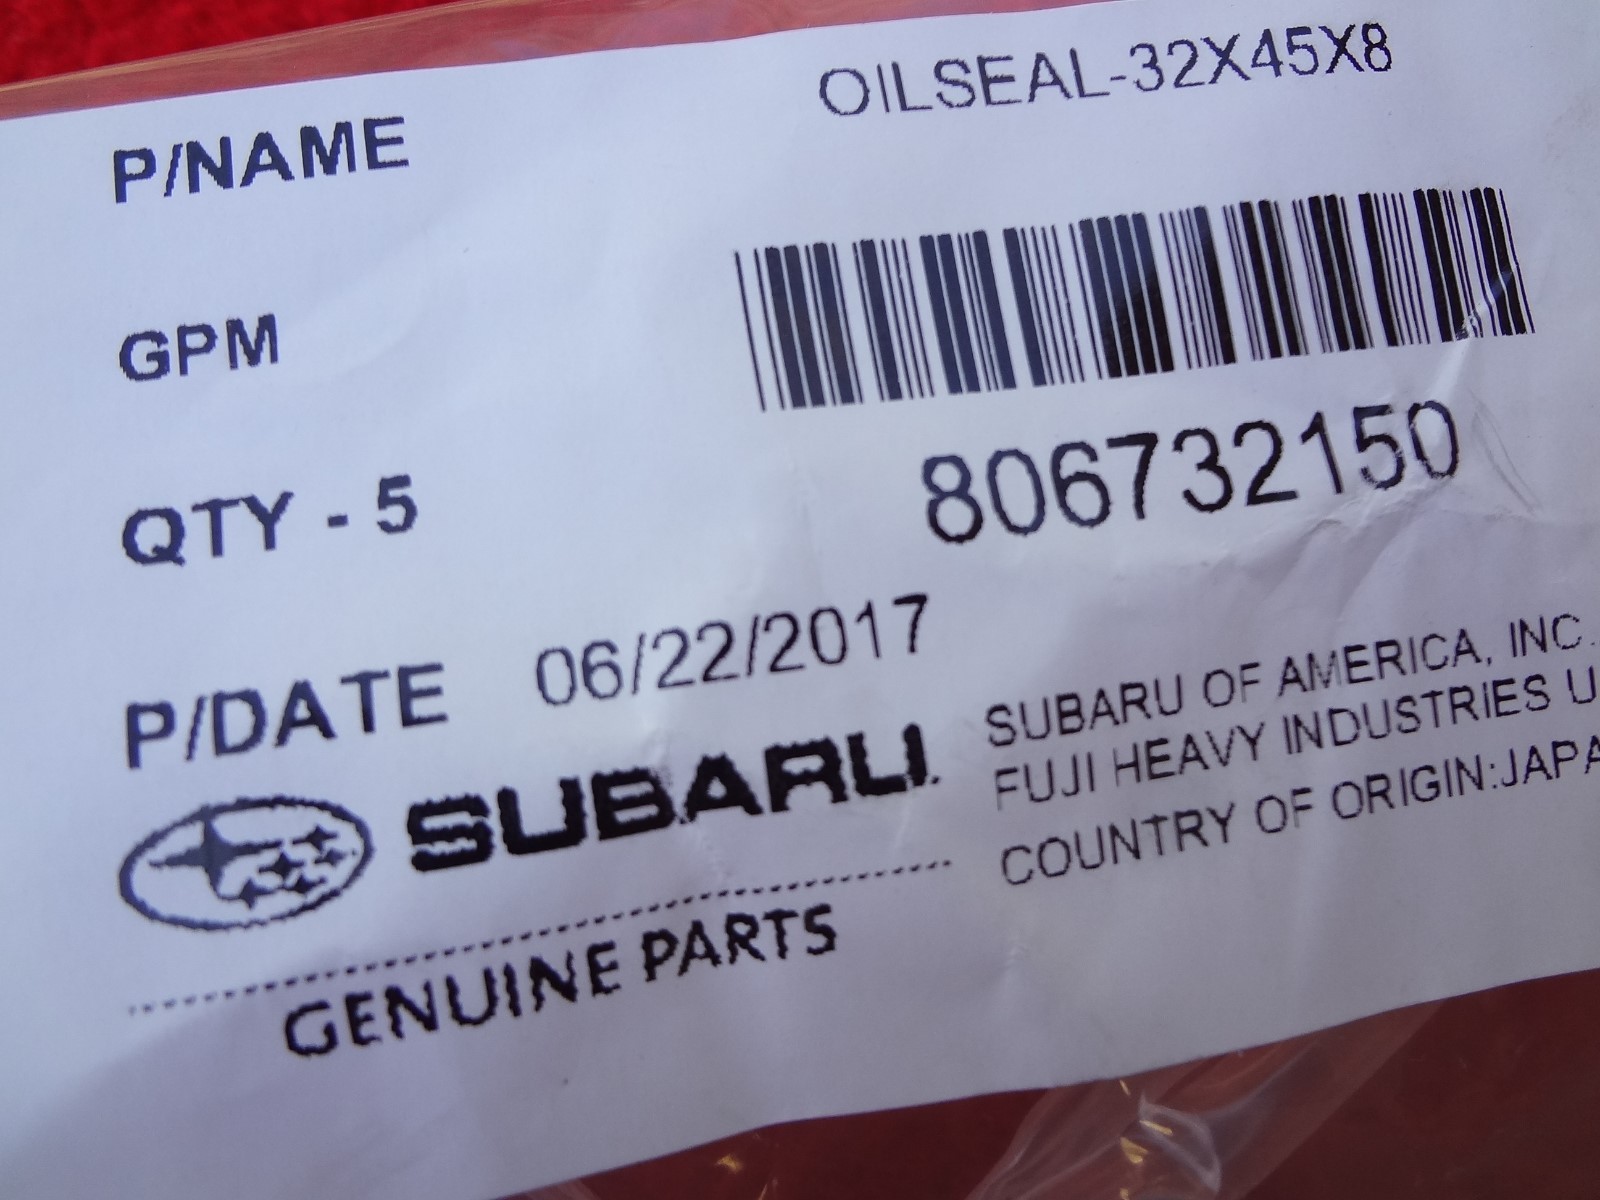 P/NAME OILSEAL-32X45X8
GPM
806732150
QTY - 5
P/DATE 06/22/2017
SUBARU.
GENUINE PARTS
SUBARU OF AMERICA, INC.
FUJI HEAVY INDUSTRIES
COUNTRY OF ORIGIN: